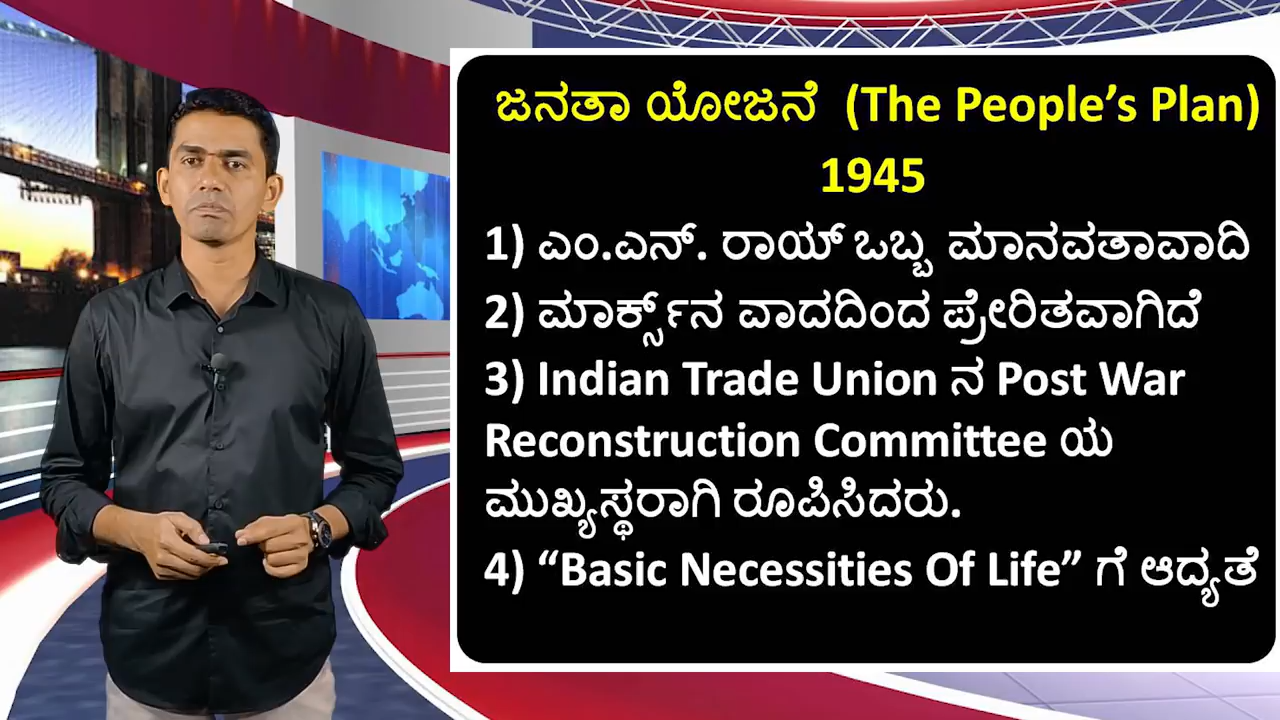 ಜನತಾ ಯೋಜನೆ (The People’s Plan)
1945
1) ಎಂ.ಎನ್. ರಾಯ್ ಒಬ್ಬ ಮಾನವತಾವಾದಿ
2) ಮಾರ್ಕ್ಸ್‌ನ ವಾದದಿಂದ ಪ್ರೇರಿತವಾಗಿದೆ
3) Indian Trade Union ನ Post War
Reconstruction Committee ಯ
ಮುಖ್ಯಸ್ಥರಾಗಿ ರೂಪಿಸಿದರು.
4) “Basic Necessities Of Life” ಗೆ ಆದ್ಯತೆ